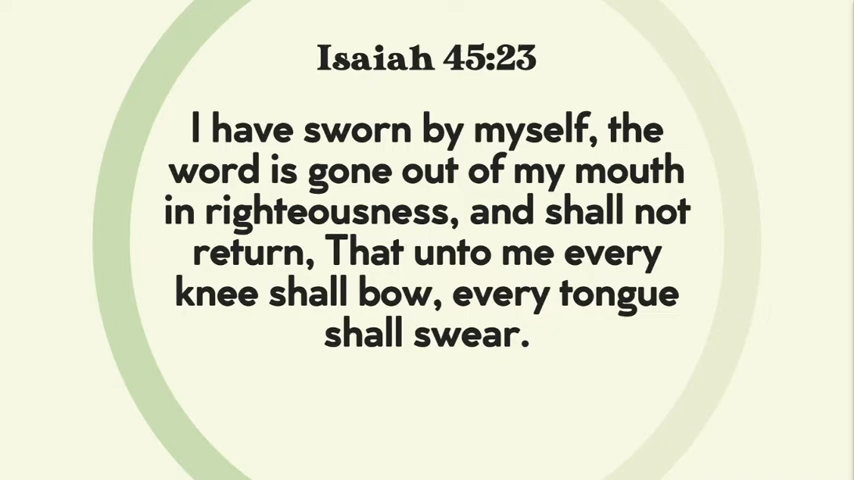 Isaiah 45:23
I have sworn by myself, the
word is gone out of my mouth
in righteousness, and shall not
return, That unto me every
knee shall bow, every tongue
shall swear.